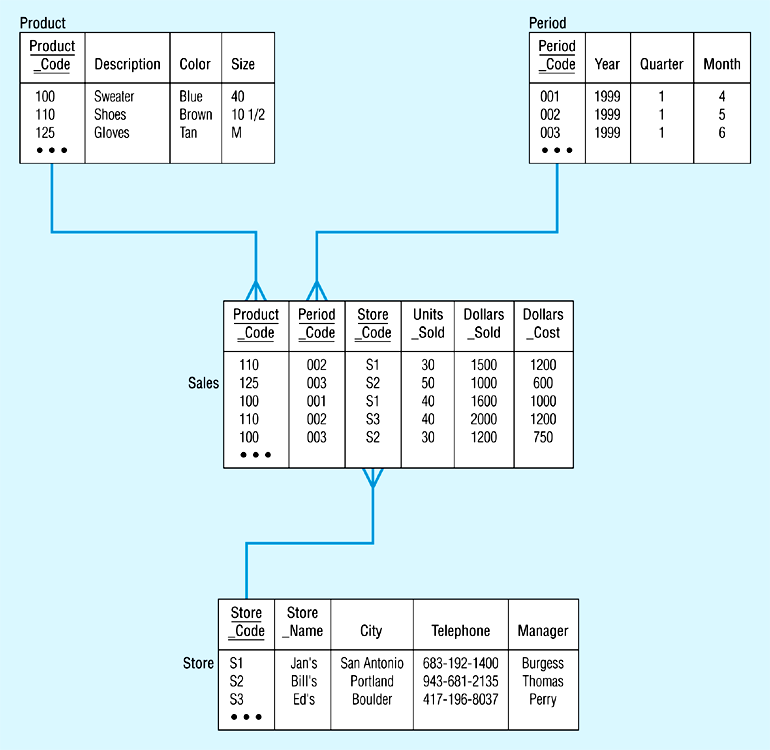 Product
Product
_Code Description Color Size
100 Sweater Blue 40
110 Shoes Brown 10 1/2
125 Gloves Tan M
• • •
Period
Period
_Code Year Quarter Month
001 1999 1 4
002 1999 1 5
003 1999 1 6
• • •
Sales
Product Period Store Units Dollars Dollars
_Code _Code _Code _Sold _Sold _Cost
110 002 S1 30 1500 1200
125 003 S2 50 1000 600
100 001 S1 40 1600 1000
110 002 S3 40 2000 1200
100 003 S2 30 1200 750
• • •
Store
Store Store
_Code _Name City Telephone Manager
S1 Jan's San Antonio 683-192-1400 Burgess
S2 Bill's Portland 943-681-2135 Thomas
S3 Ed's Boulder 417-196-8037 Perry
• • •